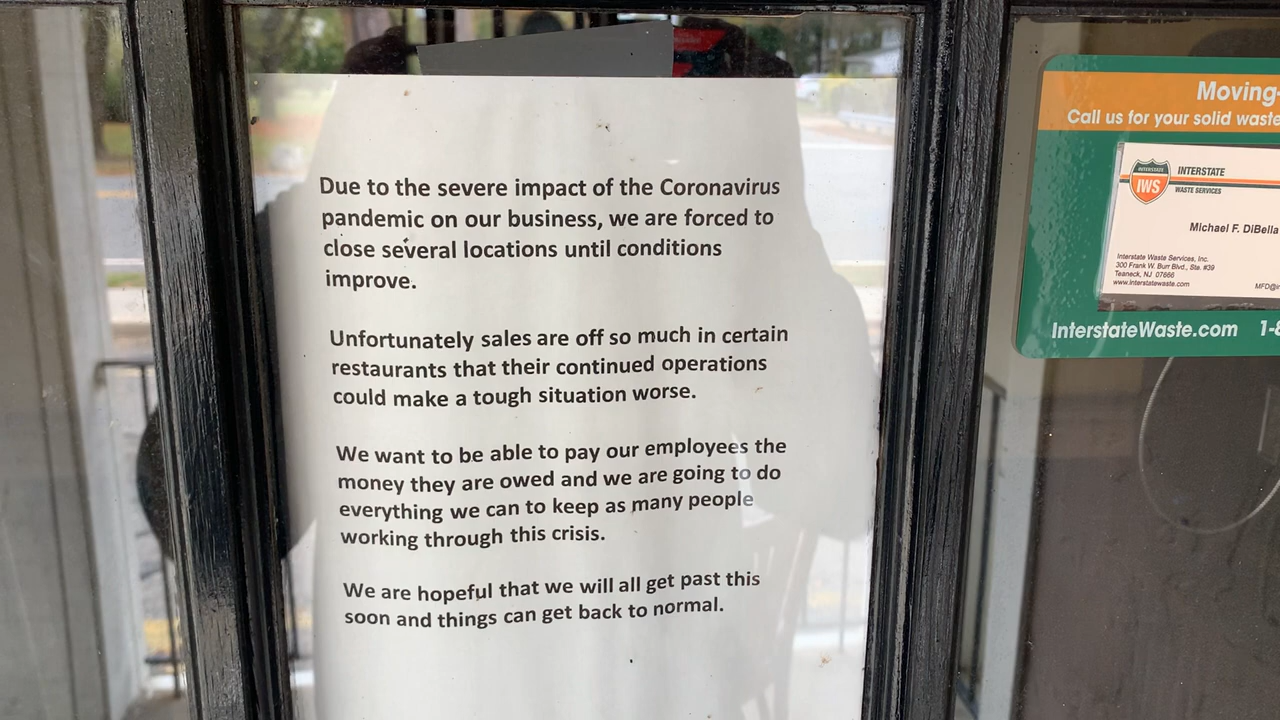 Due to the severe impact of the Coronavirus
pandemic on our business, we are forced to
close several locations until conditions
improve.
Unfortunately sales are off so much in certain
restaurants that their continued operations
could make a tough situation worse.
We want to be able to pay our employees the
money they are owed and we are going to do
everything we can to keep as many people
working through this crisis.
We are hopeful that we will all get past this
soon and things can get back to normal.
Moving-
Call us for your solid waste
INTERSTATE
IWS
INTERSTATE
WASTE SERVICES
Michael F. DiBella
Interstate Waste Services, Inc.
300 Frank W. Burr Blvd., Ste. #39
Teaneck, NJ 07666
www.interstatewaste.com
MFD@in
InterstateWaste.com 1-8